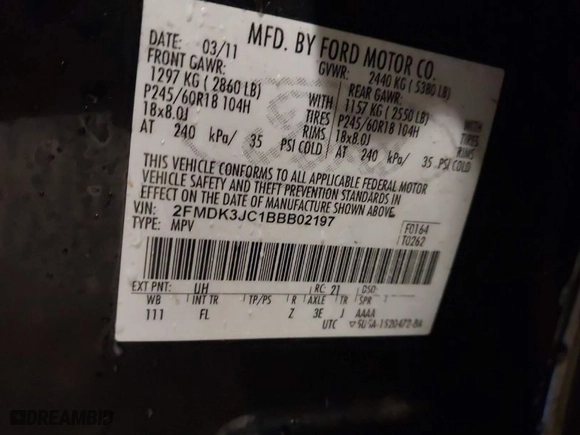 MFD. BY FORD MOTOR CO.
DATE: 03/11 GVWR: 2440 KG ( 5380 LB)
FRONT GAWR: REAR GAWR:
1297 KG ( 2860 LB) WITH 1157 KG ( 2550 LB)
P245/60R18 104H TIRES P245/60R18 104H
18x8.0J RIMS 18x8.0J
AT 240 kPa/ 35 PSI COLD AT 240 kPa/ 35 PSI COLD
THIS VEHICLE CONFORMS TO ALL APPLICABLE FEDERAL MOTOR
VEHICLE SAFETY AND THEFT PREVENTION STANDARDS IN
EFFECT ON THE DATE OF MANUFACTURE SHOWN ABOVE.
VIN: 2FMDK3JC1BBB02197 F0164
TYPE: MPV T0262
EXT PNT: UH RC: 21 DSO:
WB INT TR TP/PS R AXLE TR SPR
111 FL Z 3E J AAAA
UTC
DREAMBID